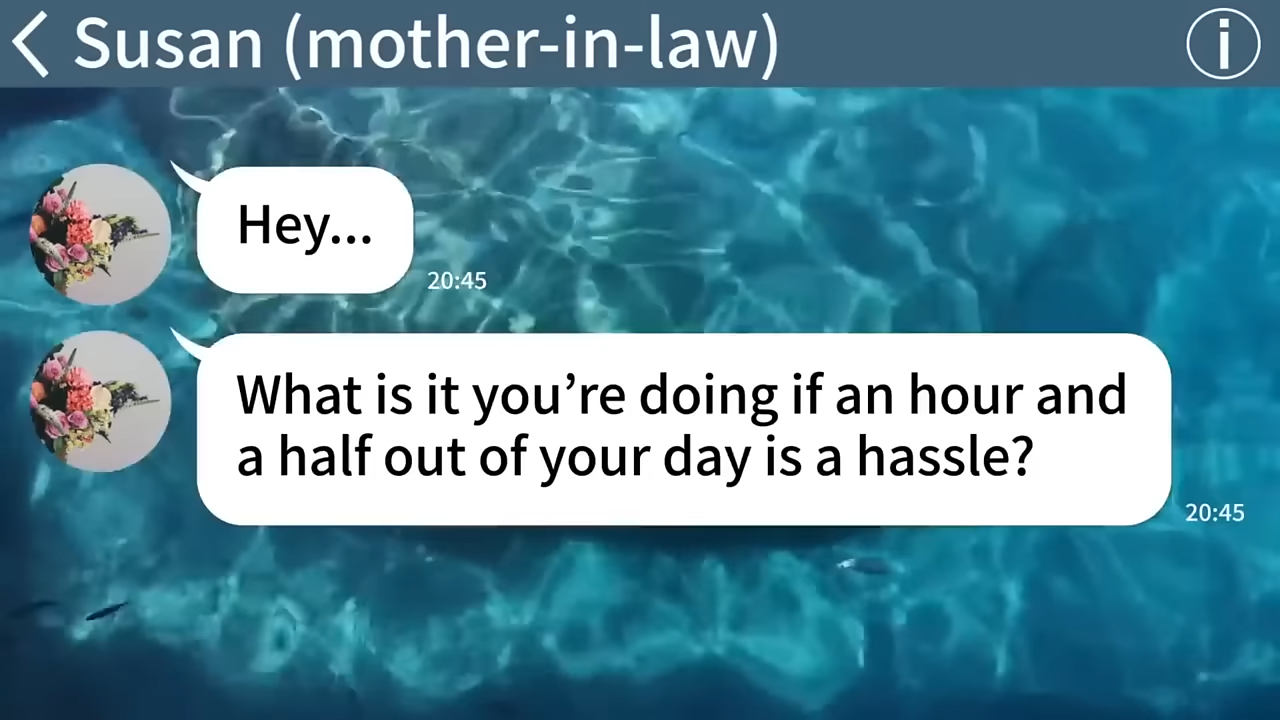 Susan (mother-in-law)
i
Hey...
20:45
What is it you’re doing if an hour and
a half out of your day is a hassle?
20:45